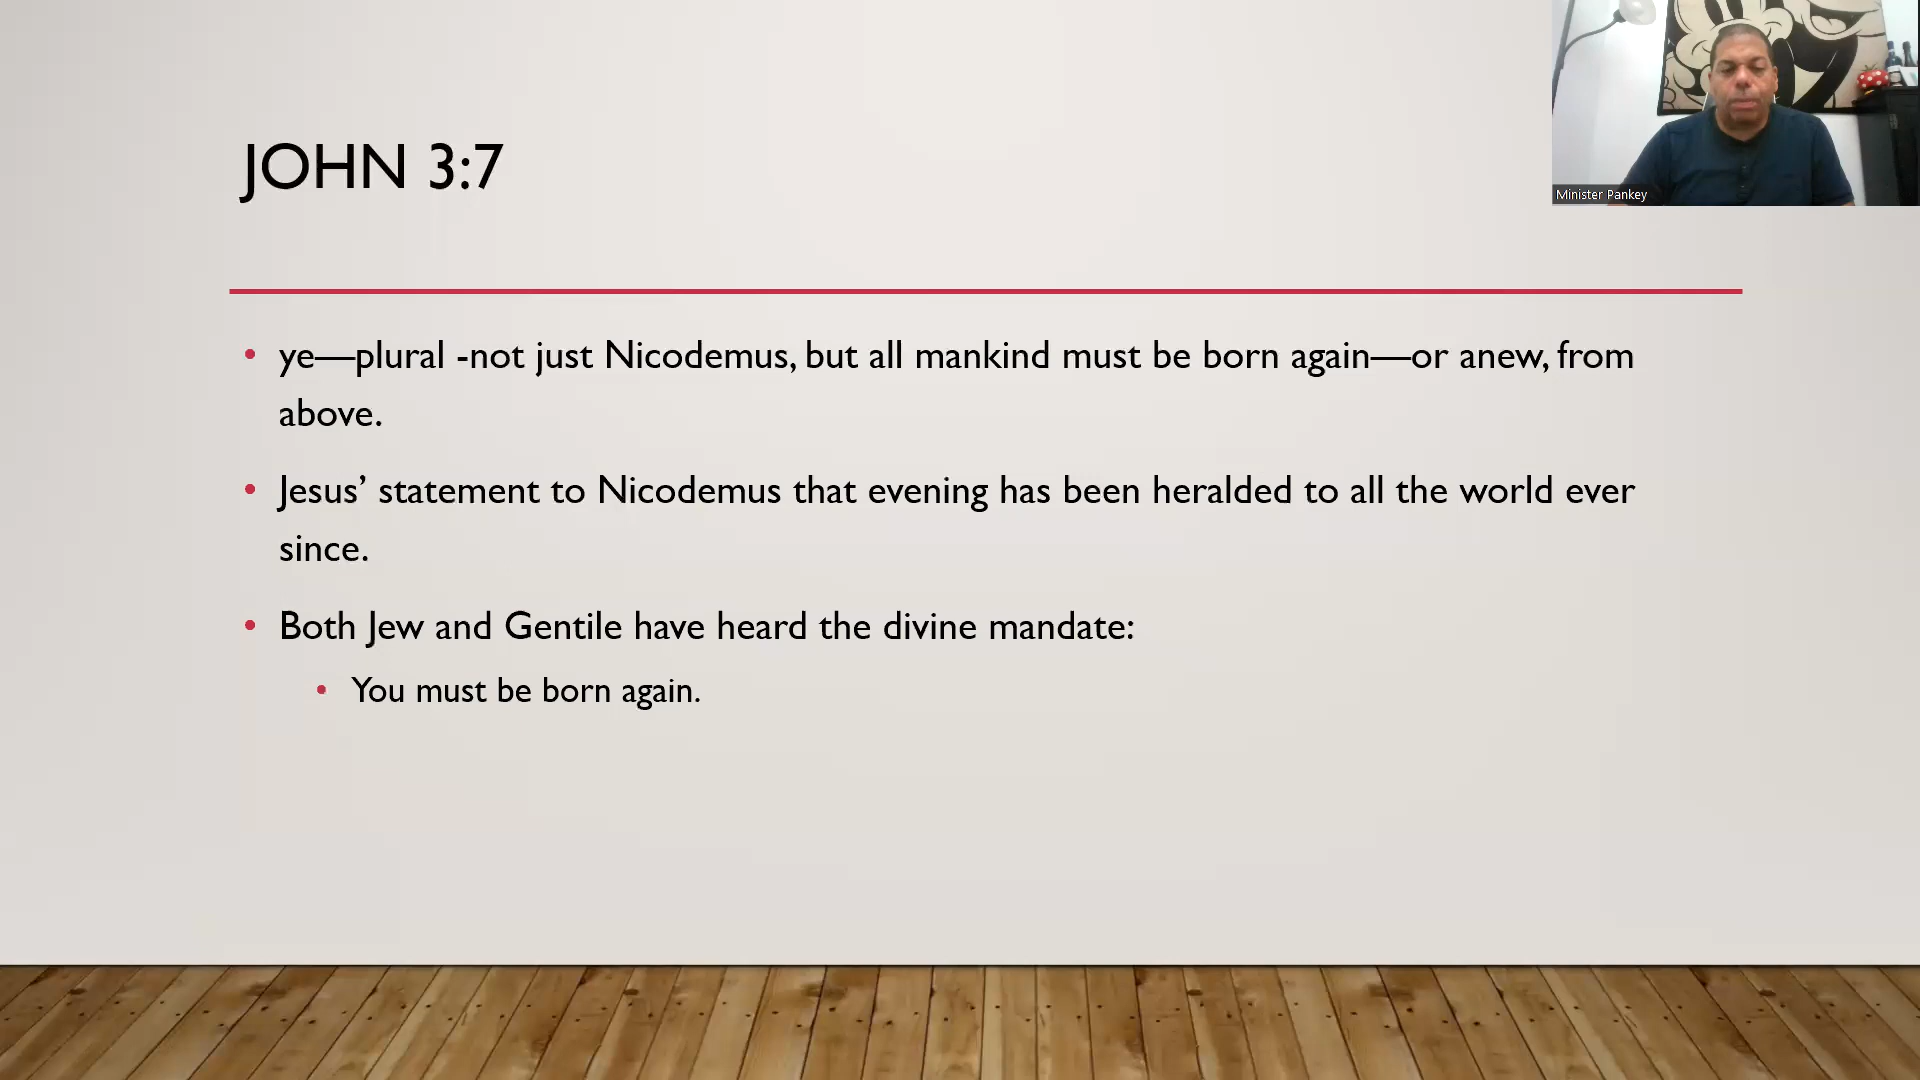 JOHN 3:7
Minister Pankey
• ye—plural -not just Nicodemus, but all mankind must be born again—or anew, from
above.
• Jesus’ statement to Nicodemus that evening has been heralded to all the world ever
since.
• Both Jew and Gentile have heard the divine mandate:
• You must be born again.